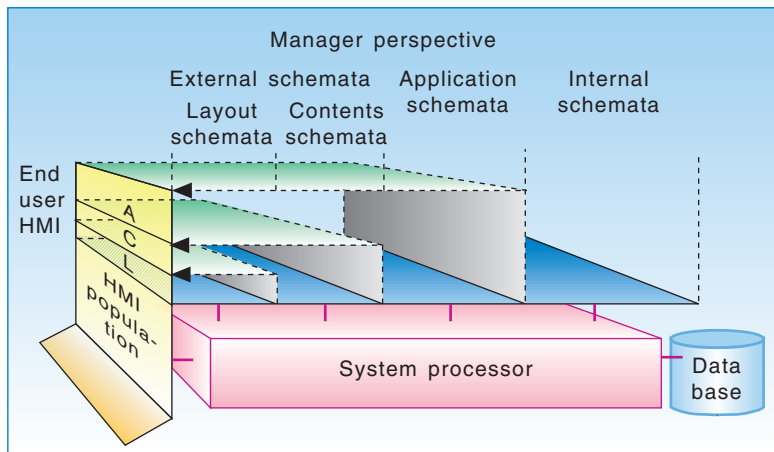 Manager perspective
External schemata
Application
schemata
Internal
schemata
Layout
schemata
Contents
schemata
End
user
HMI
A
C
L
HMI
popula-
tion
System processor
Data
base